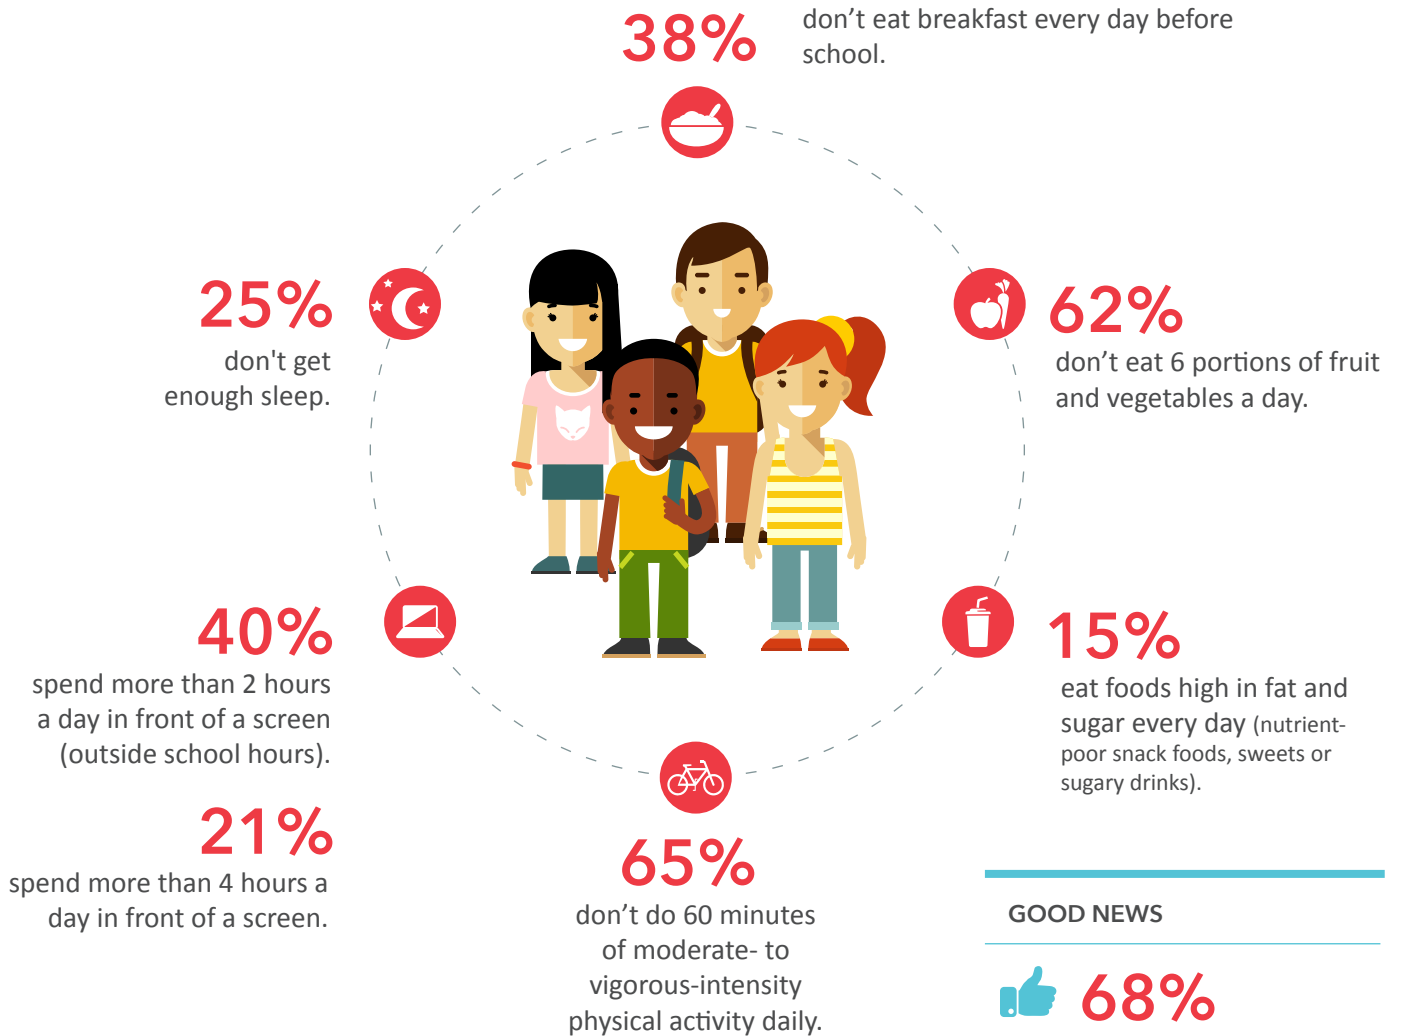 38%
don’t eat breakfast every day before
school.
25%
don't get
enough sleep.
62%
don’t eat 6 portions of fruit
and vegetables a day.
40%
spend more than 2 hours
a day in front of a screen
(outside school hours).
15%
eat foods high in fat and
sugar every day (nutrient-
poor snack foods, sweets or
sugary drinks).
21%
spend more than 4 hours a
day in front of a screen.
65%
don’t do 60 minutes
of moderate- to
vigorous-intensity
physical activity daily.
GOOD NEWS
68%